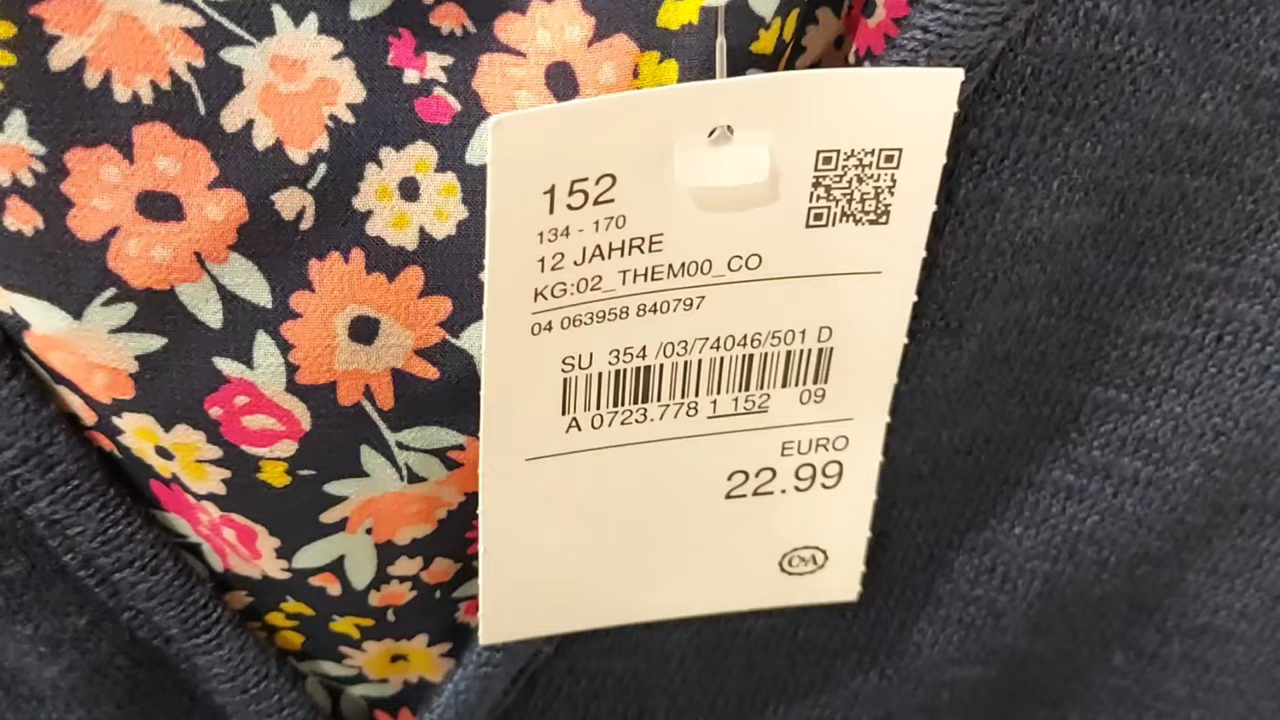 152
134 - 170
12 JAHRE
KG:02_THEM00_CO
04 063958 840797
SU 354 /03/74046/501 D
A 0723.778 1 152 09
EURO
22.99
C&A